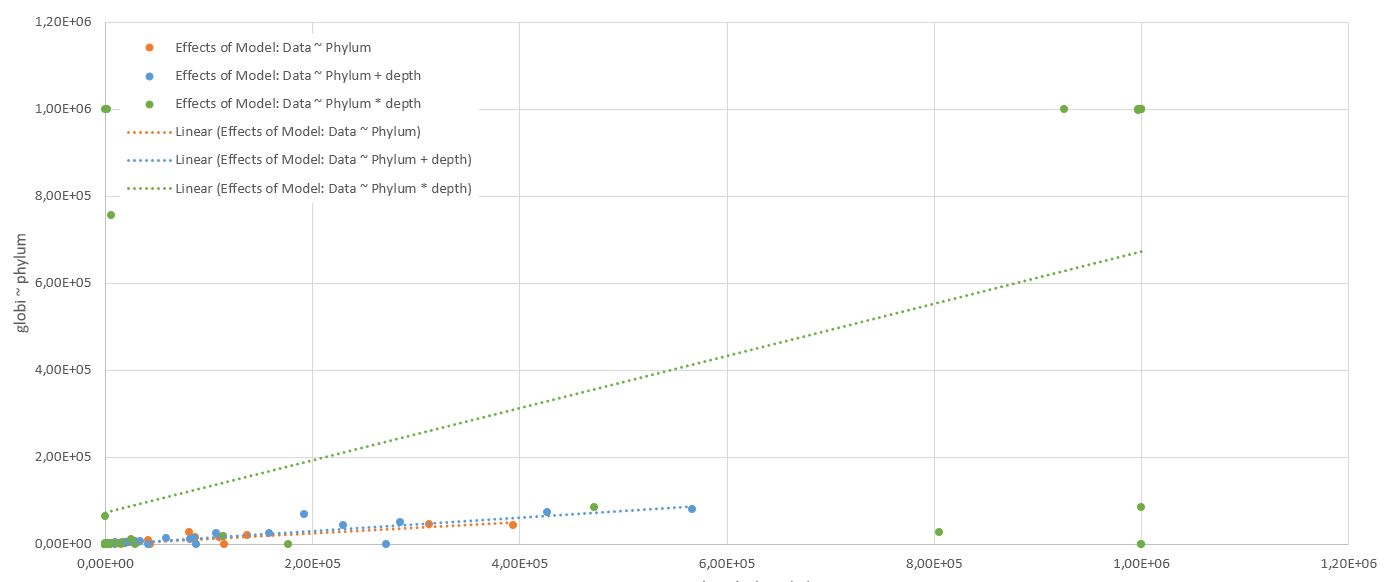 1,20E+06
1,00E+06
8,00E+05
6,00E+05
4,00E+05
2,00E+05
0,00E+00
globi ~ phylum
Effects of Model: Data ~ Phylum
Effects of Model: Data ~ Phylum + depth
Effects of Model: Data ~ Phylum * depth
Linear (Effects of Model: Data ~ Phylum)
Linear (Effects of Model: Data ~ Phylum + depth)
Linear (Effects of Model: Data ~ Phylum * depth)
0,00E+00 2,00E+05 4,00E+05 6,00E+05 8,00E+05 1,00E+06 1,20E+06